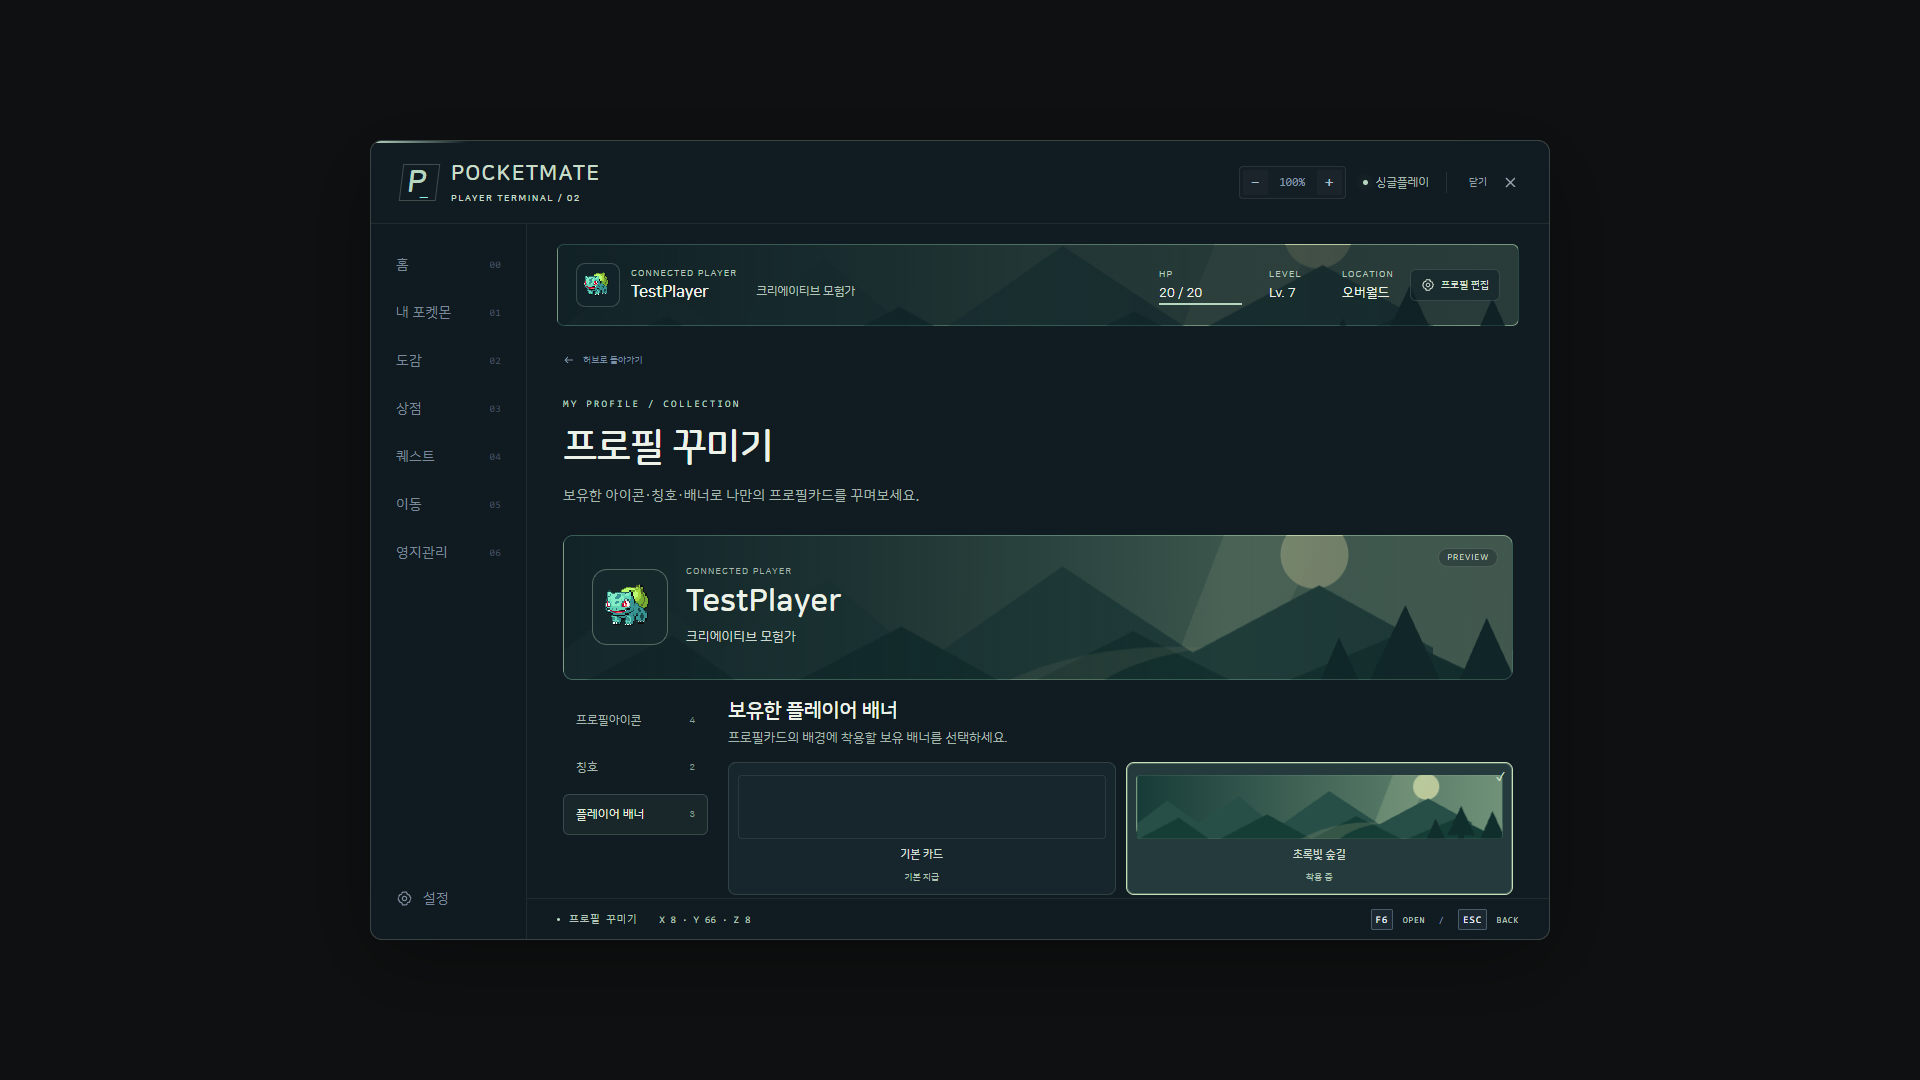 P_
POCKETMATE
PLAYER TERMINAL / 02
− 100% +
싱글플레이
닫기 ×
홈 00
내 포켓몬 01
도감 02
상점 03
퀘스트 04
이동 05
영지관리 06
설정
CONNECTED PLAYER
TestPlayer
크리에이티브 모험가
HP
20 / 20
LEVEL
Lv. 7
LOCATION
오버월드
프로필 편집
← 허브로 돌아가기
MY PROFILE / COLLECTION
프로필 꾸미기
보유한 아이콘·칭호·배너로 나만의 프로필카드를 꾸며보세요.
PREVIEW
CONNECTED PLAYER
TestPlayer
크리에이티브 모험가
프로필아이콘 4
칭호 2
플레이어 배너 3
보유한 플레이어 배너
프로필카드의 배경에 착용할 보유 배너를 선택하세요.
기본 카드
기본 지급
✓
초록빛 숲길
착용 중
• 프로필 꾸미기 X 8 · Y 66 · Z 8
F6 OPEN / ESC BACK